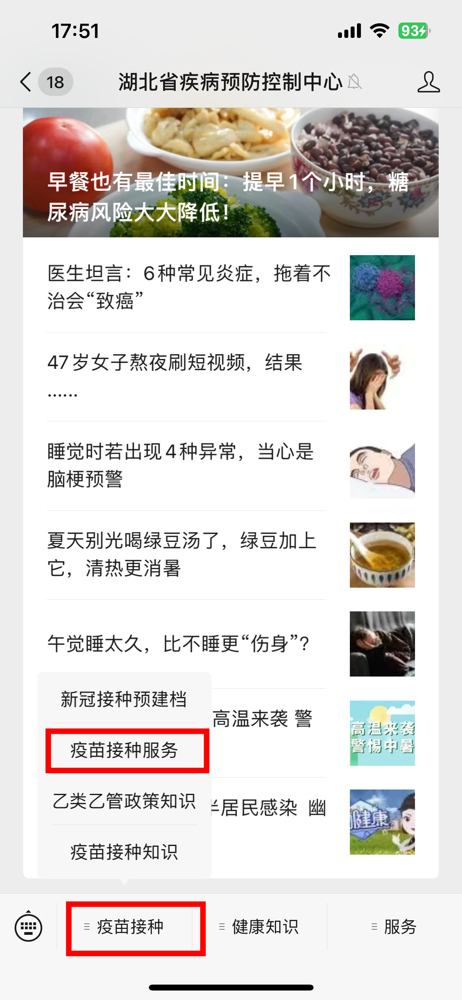 17:51
93
18
湖北省疾病预防控制中心
早餐也有最佳时间：提早1个小时，糖
尿病风险大大降低！
医生坦言：6种常见炎症，拖着不
治会“致癌”
47岁女子熬夜刷短视频，结果
......
睡觉时若出现4种异常，当心是
脑梗预警
夏天别光喝绿豆汤了，绿豆加上
它，清热更消暑
午觉睡太久，比不睡更“伤身”?
高温来袭 警
高温来袭
警惕中暑
半居民感染 幽
健康
新冠接种预建档
疫苗接种服务
乙类乙管政策知识
疫苗接种知识
疫苗接种
健康知识
服务